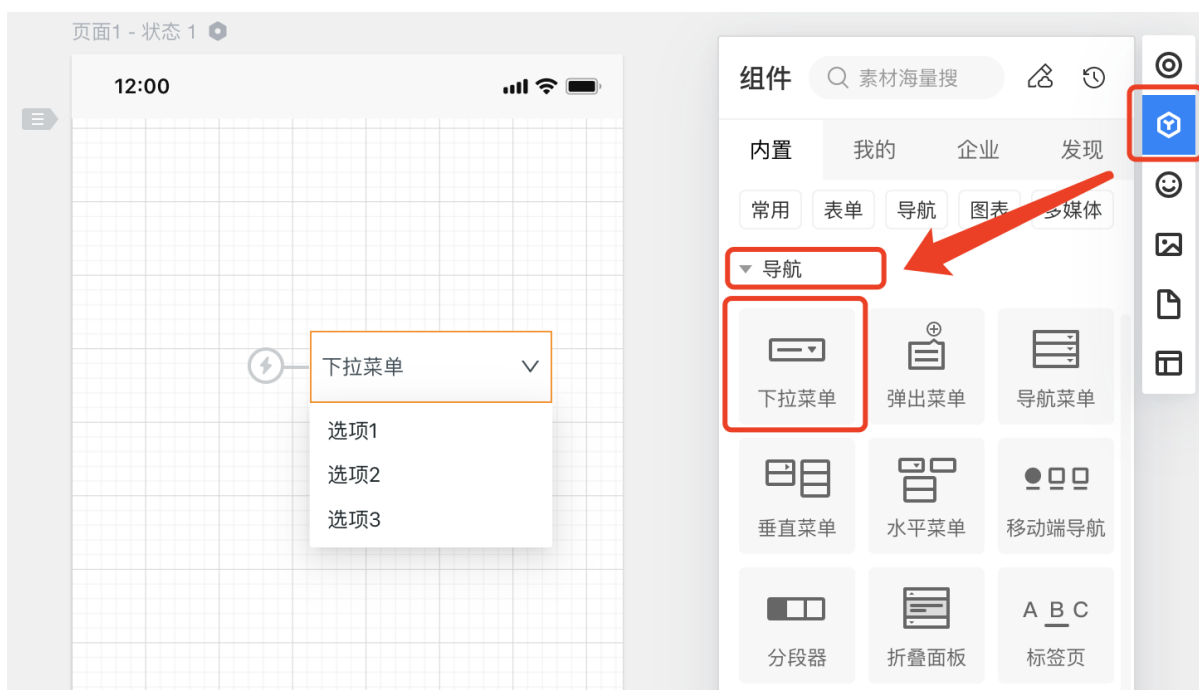 页面1 - 状态 1
12:00
下拉菜单
选项1
选项2
选项3
组件
素材海量搜
内置 我的 企业 发现
常用 表单 导航 图表 多媒体
导航
下拉菜单 弹出菜单 导航菜单
垂直菜单 水平菜单 移动端导航
A B C
分段器 折叠面板 标签页